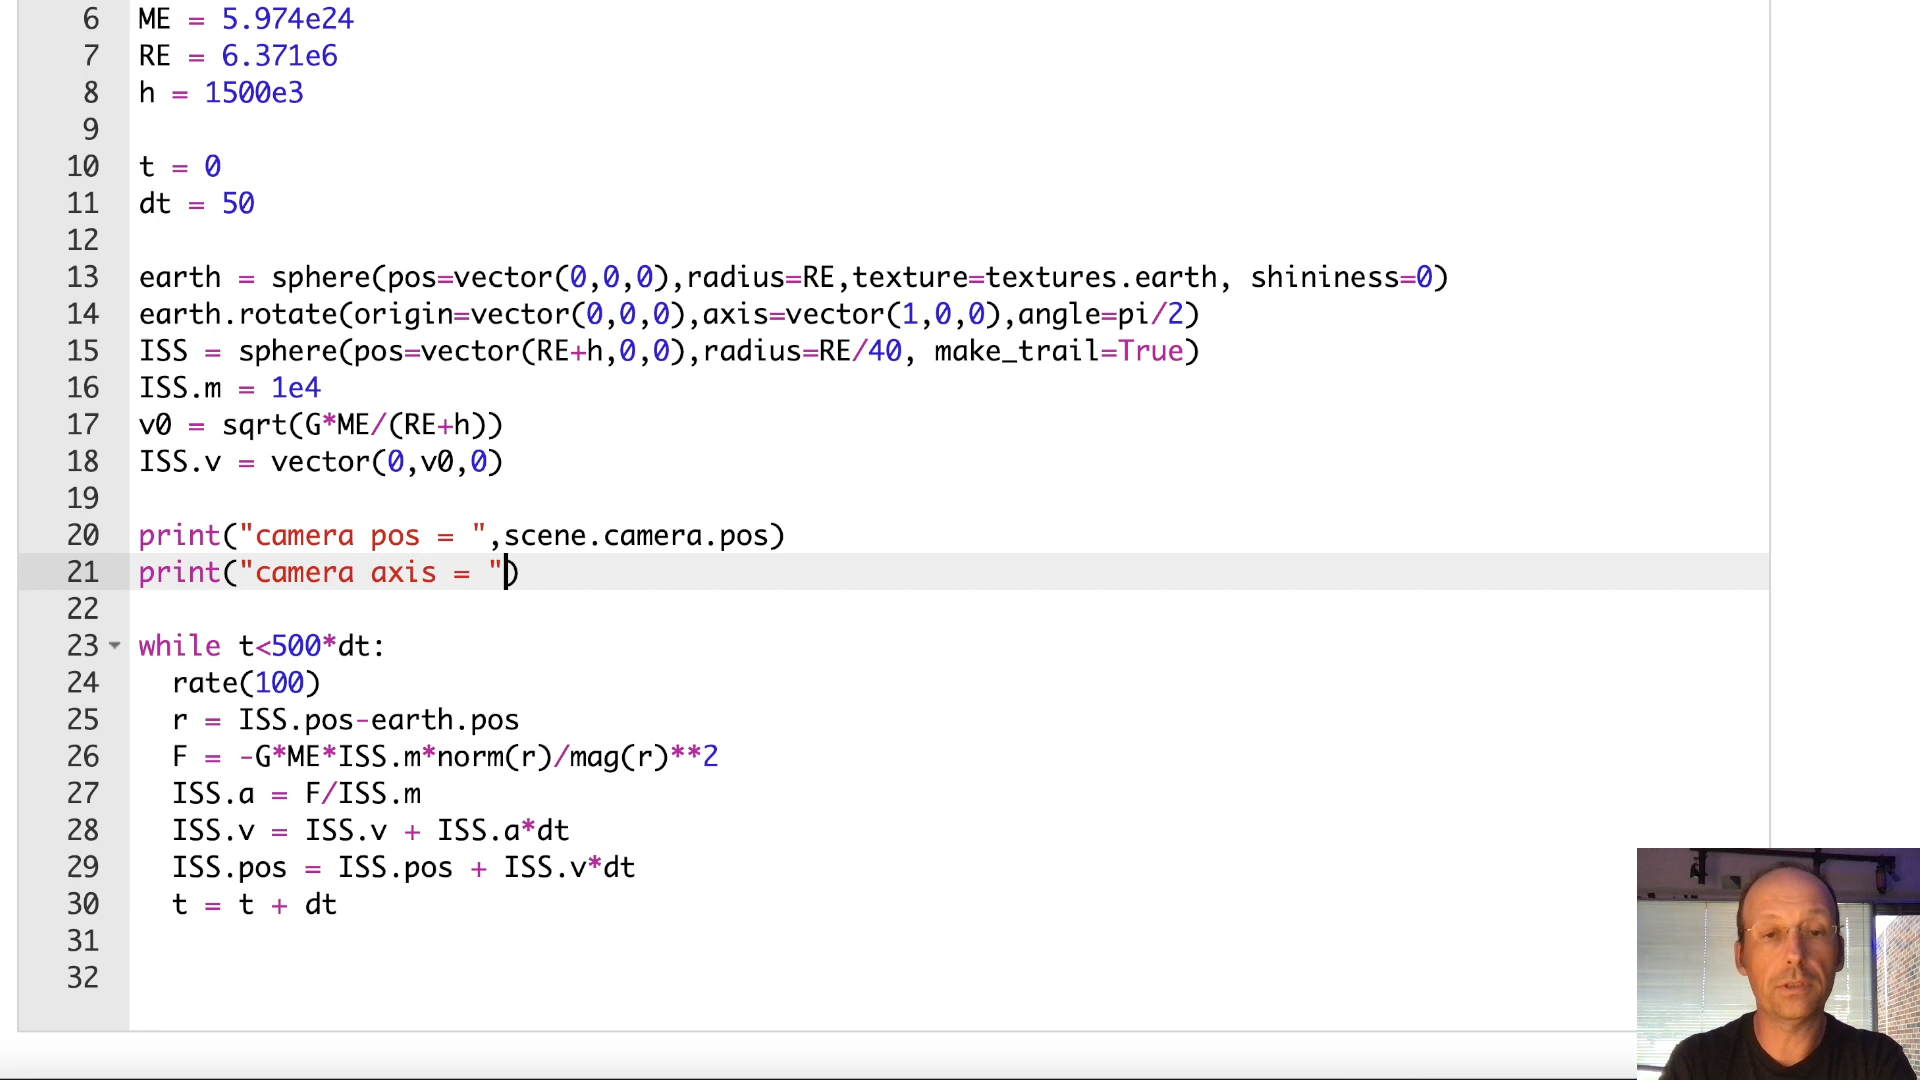 6 ME = 5.974e24
7 RE = 6.371e6
8 h = 1500e3
9
10 t = 0
11 dt = 50
12
13 earth = sphere(pos=vector(0,0,0),radius=RE,texture=textures.earth, shininess=0)
14 earth.rotate(origin=vector(0,0,0),axis=vector(1,0,0),angle=pi/2)
15 ISS = sphere(pos=vector(RE+h,0,0),radius=RE/40, make_trail=True)
16 ISS.m = 1e4
17 v0 = sqrt(G*ME/(RE+h))
18 ISS.v = vector(0,v0,0)
19
20 print("camera pos = ",scene.camera.pos)
21 print("camera axis = ")
22
23 while t<500*dt:
24   rate(100)
25   r = ISS.pos-earth.pos
26   F = -G*ME*ISS.m*norm(r)/mag(r)**2
27   ISS.a = F/ISS.m
28   ISS.v = ISS.v + ISS.a*dt
29   ISS.pos = ISS.pos + ISS.v*dt
30   t = t + dt
31
32